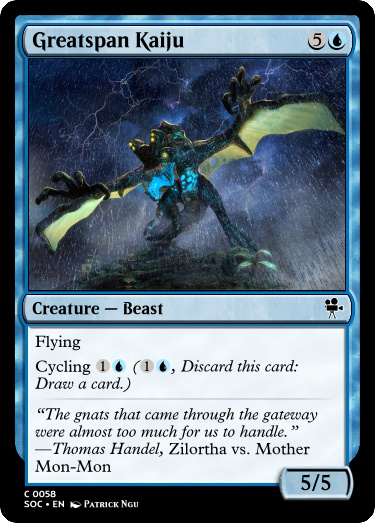 Greatspan Kaiju 5
Creature — Beast
Flying
Cycling 1 (1, Discard this card:
Draw a card.)
“The gnats that came through the gateway
were almost too much for us to handle.”
—Thomas Handel, Zilortha vs. Mother
Mon-Mon
5/5
C 0058
SOC • EN Patrick Ngu